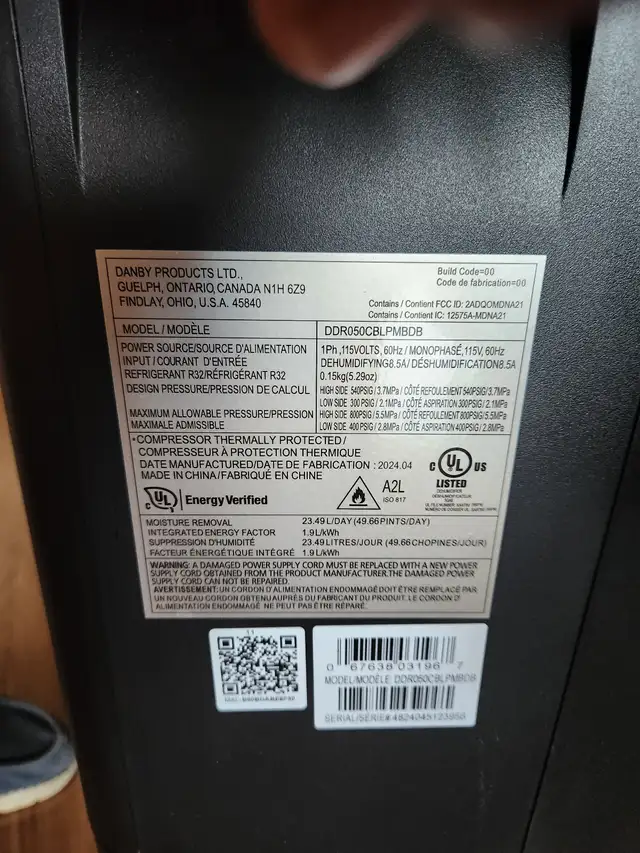 DANBY PRODUCTS LTD.,
GUELPH, ONTARIO, CANADA N1H 6Z9
FINDLAY, OHIO, U.S.A. 45840
Build Code=00
Code de fabrication=00
Contains / Contient FCC ID: 2ADQOMDNA21
Contains / Contient IC: 12575A-MDNA21
MODEL / MODÈLE DDR050CBLPMBDB
POWER SOURCE/SOURCE D'ALIMENTATION 1Ph ,115VOLTS, 60Hz / MONOPHASÉ,115V, 60Hz
INPUT / COURANT D'ENTRÉE DEHUMIDIFYING8.5A/ DÉSHUMIDIFICATION8.5A
REFRIGERANT R32/RÉFRIGÉRANT R32 0.15kg(5.29oz)
DESIGN PRESSURE/PRESSION DE CALCUL HIGH SIDE 540PSIG / 3.7MPa / CÔTÉ REFOULEMENT 540PSIG /3.7MPa
LOW SIDE 300 PSIG / 2.1MPa / CÔTÉ ASPIRATION 300PSIG / 2.1MPa
MAXIMUM ALLOWABLE PRESSURE/PRESSION HIGH SIDE 800PSIG / 5.5MPa / CÔTÉ REFOULEMENT 800PSIG / 5.5MPa
MAXIMALE ADMISSIBLE LOW SIDE 400 PSIG / 2.8MPa / CÔTÉ ASPIRATION 400PSIG / 2.8MPa
*COMPRESSOR THERMALLY PROTECTED /
COMPRESSEUR À PROTECTION THERMIQUE
DATE MANUFACTURED/DATE DE FABRICATION : 2024.04
MADE IN CHINA/FABRIQUÉ EN CHINE
C UL US
LISTED
DEHUMIDIFIER
C UL Energy Verified
A2L
ISO 817
MOISTURE REMOVAL 23.49 L/DAY (49.66 PINTS/DAY)
INTEGRATED ENERGY FACTOR 1.9 L/kWh
SUPPRESSION D'HUMIDITÉ 23.49 LITRES/JOUR (49.66 CHOPINES/JOUR)
FACTEUR ÉNERGÉTIQUE INTÉGRÉ 1.9 L/kWh
WARNING: A DAMAGED POWER SUPPLY CORD MUST BE REPLACED WITH A NEW POWER
SUPPLY CORD OBTAINED FROM THE PRODUCT MANUFACTURER.THE DAMAGED POWER
SUPPLY CORD CAN NOT BE REPAIRED.
AVERTISSEMENT: UN CORDON D'ALIMENTATION ENDOMMAGÉ DOIT ÊTRE REMPLACÉ PAR
UN NOUVEAU CORDON OBTENU AUPRÈS DU FABRICANT DU PRODUIT. LE CORDON D'
ALIMENTATION ENDOMMAGÉ NE PEUT PAS ÊTRE RÉPARÉ.
11
0 67638 03196 7
MODEL/MODÈLE: DDR050CBLPMBDB
SERIAL/SÉRIE#: